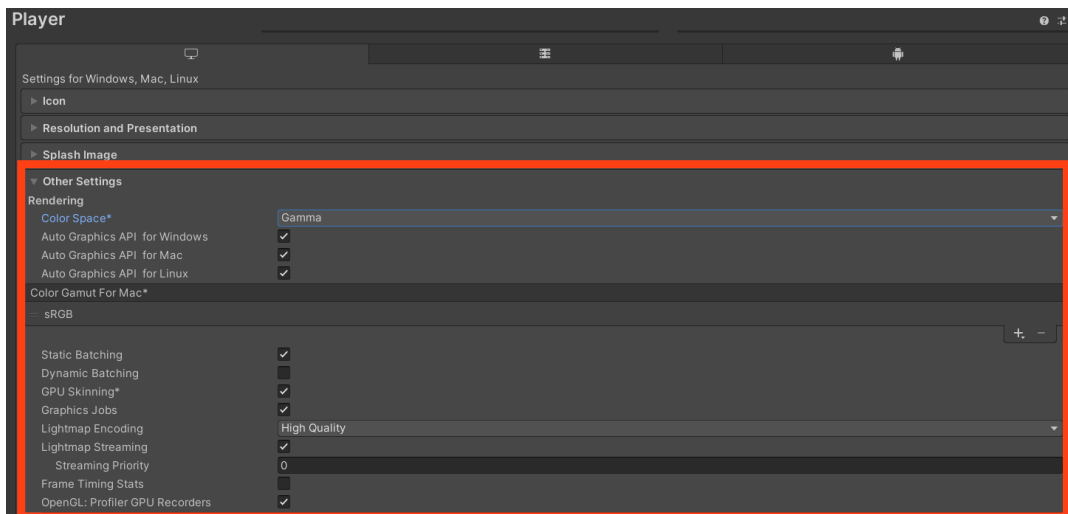 Player
Settings for Windows, Mac, Linux
Icon
Resolution and Presentation
Splash Image
Other Settings
Rendering
Color Space* Gamma
Auto Graphics API for Windows
Auto Graphics API for Mac
Auto Graphics API for Linux
Color Gamut For Mac*
sRGB
Static Batching
Dynamic Batching
GPU Skinning*
Graphics Jobs
Lightmap Encoding High Quality
Lightmap Streaming
Streaming Priority 0
Frame Timing Stats
OpenGL: Profiler GPU Recorders